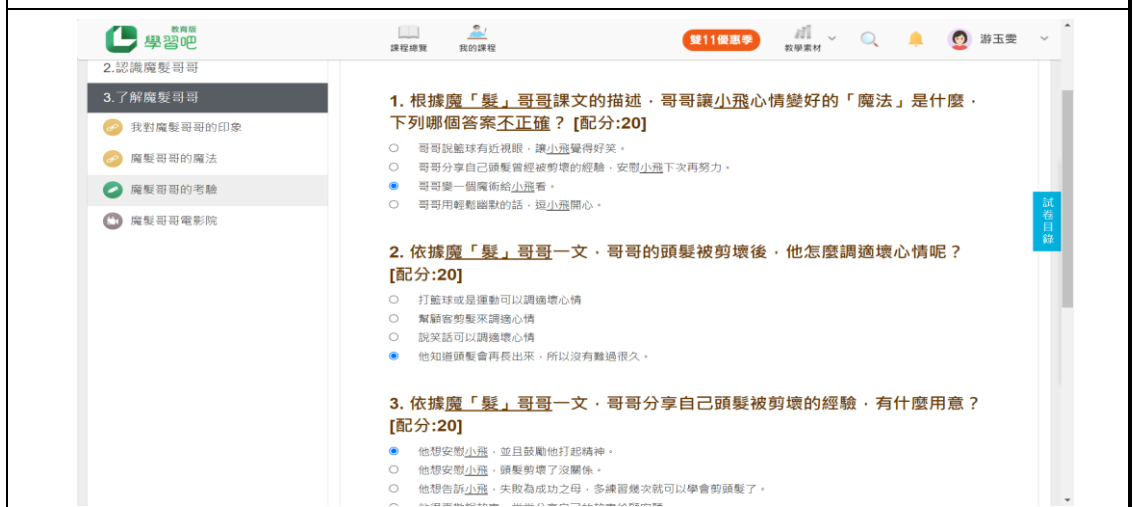 教育版
學習吧
課程總覽
我的課程
雙11優惠季
教學素材
游玉雯
2.認識魔髮哥哥
3.了解魔髮哥哥
我對魔髮哥哥的印象
魔髮哥哥的魔法
魔髮哥哥的考驗
魔髮哥哥電影院
1. 根據魔「髮」哥哥課文的描述，哥哥讓小飛心情變好的「魔法」是什麼，
下列哪個答案不正確？ [配分:20]
哥哥說籃球有近視眼，讓小飛覺得好笑。
哥哥分享自己頭髮曾經被剪壞的經驗，安慰小飛下次再努力。
哥哥變一個魔術給小飛看。
哥哥用輕鬆幽默的話，逗小飛開心。
2. 依據魔「髮」哥哥一文，哥哥的頭髮被剪壞後，他怎麼調適壞心情呢？
[配分:20]
打籃球或是運動可以調適壞心情
幫顧客剪髮來調適心情
說笑話可以調適壞心情
他知道頭髮會再長出來，所以沒有難過很久。
3. 依據魔「髮」哥哥一文，哥哥分享自己頭髮被剪壞的經驗，有什麼用意？
[配分:20]
他想安慰小飛，並且鼓勵他打起精神。
他想安慰小飛，頭髮剪壞了沒關係。
他想告訴小飛，失敗為成功之母，多練習幾次就可以學會剪頭髮了。
試卷目錄